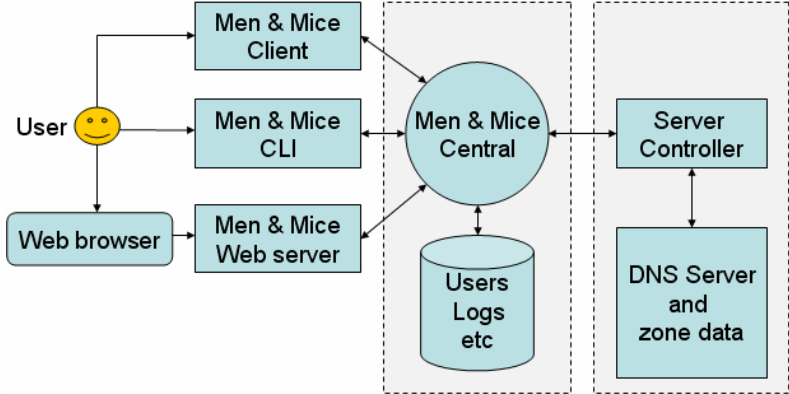 Men & Mice
Client
User
Men & Mice
CLI
Web browser
Men & Mice
Web server
Men & Mice
Central
Users
Logs
etc
Server
Controller
DNS Server
and
zone data